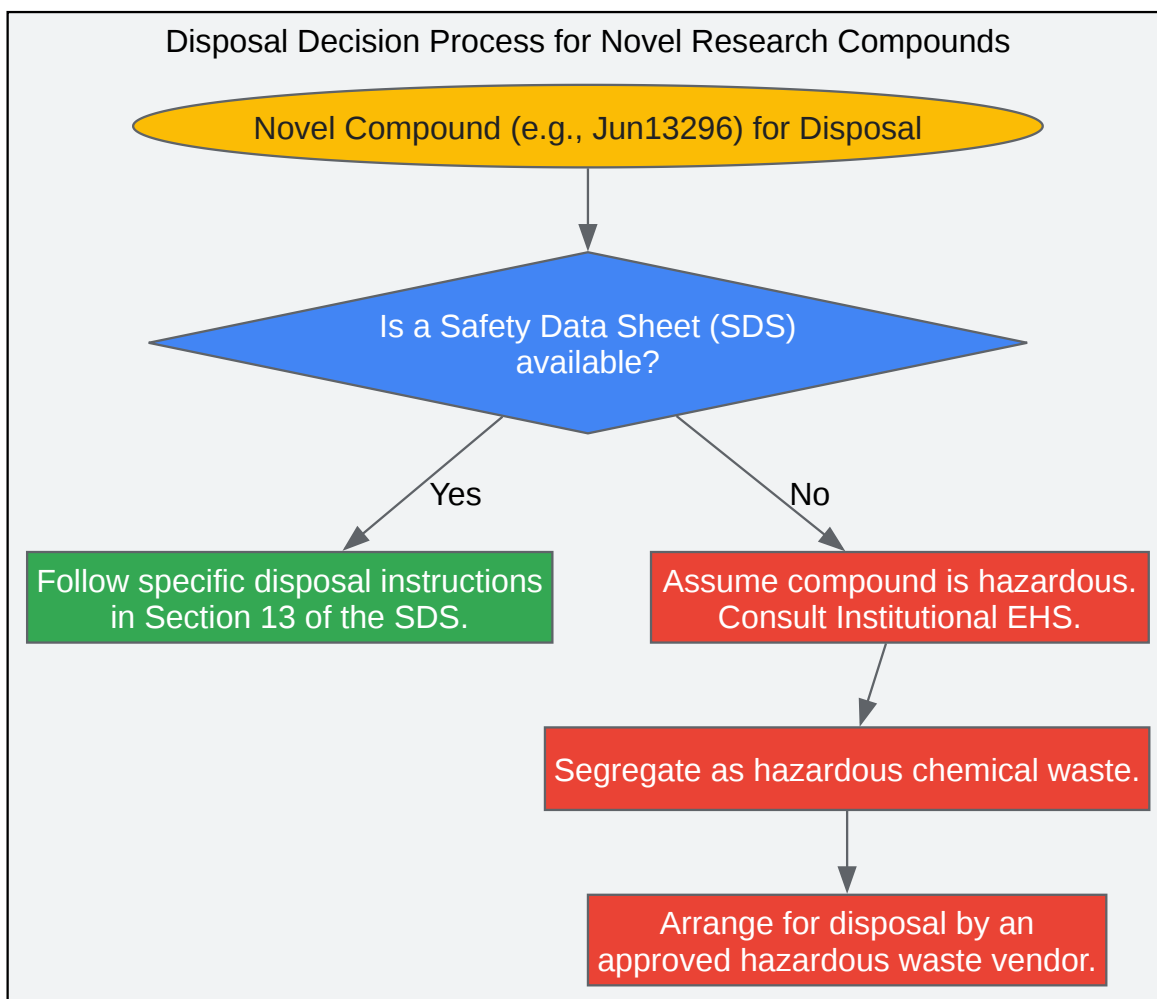 Disposal Decision Process for Novel Research Compounds
Novel Compound (e.g., Jun13296) for Disposal
Is a Safety Data Sheet (SDS)
available?
Yes
No
Follow specific disposal instructions
in Section 13 of the SDS.
Assume compound is hazardous.
Consult Institutional EHS.
Segregate as hazardous chemical waste.
Arrange for disposal by an
approved hazardous waste vendor.